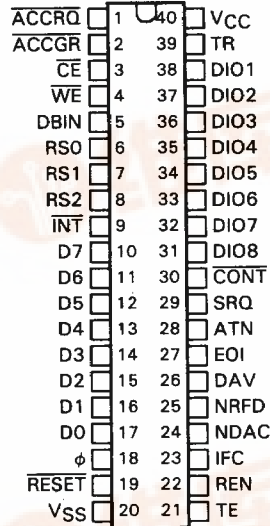 ACCRQ 1 40 VCC
ACCGR 2 39 TR
CE 3 38 DIO1
WE 4 37 DIO2
DBIN 5 36 DIO3
RS0 6 35 DIO4
RS1 7 34 DIO5
RS2 8 33 DIO6
INT 9 32 DIO7
D7 10 31 DIO8
D6 11 30 CONT
D5 12 29 SRQ
D4 13 28 ATN
D3 14 27 EOI
D2 15 26 DAV
D1 16 25 NRFD
D0 17 24 NDAC
ϕ 18 23 IFC
RESET 19 22 REN
VSS 20 21 TE